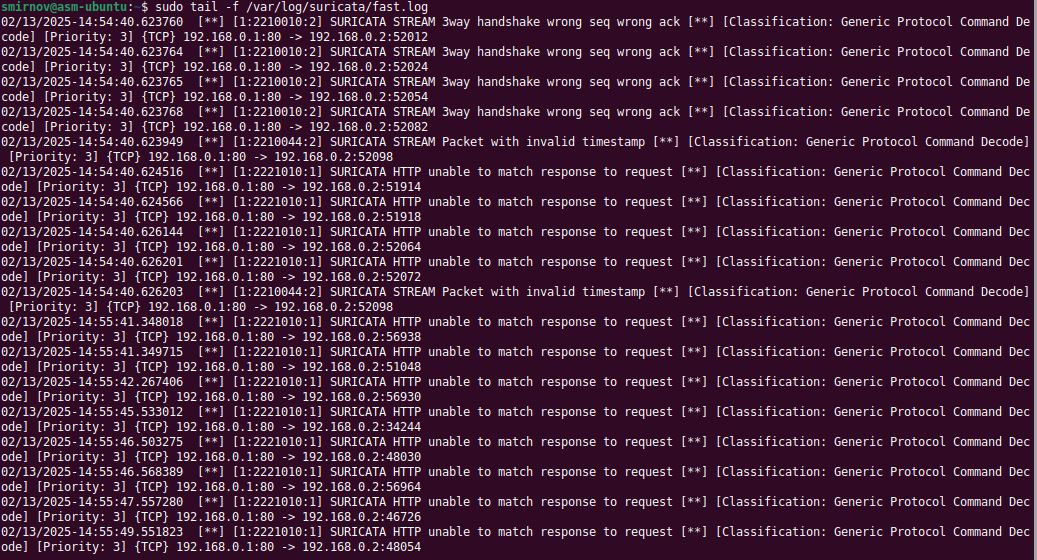 smirnov@asm-ubuntu:~$ sudo tail -f /var/log/suricata/fast.log
02/13/2025-14:54:40.623760  [**] [1:2210010:2] SURICATA STREAM 3way handshake wrong seq wrong ack [**] [Classification: Generic Protocol Command De
code] [Priority: 3] {TCP} 192.168.0.1:80 -> 192.168.0.2:52012
02/13/2025-14:54:40.623764  [**] [1:2210010:2] SURICATA STREAM 3way handshake wrong seq wrong ack [**] [Classification: Generic Protocol Command De
code] [Priority: 3] {TCP} 192.168.0.1:80 -> 192.168.0.2:52024
02/13/2025-14:54:40.623765  [**] [1:2210010:2] SURICATA STREAM 3way handshake wrong seq wrong ack [**] [Classification: Generic Protocol Command De
code] [Priority: 3] {TCP} 192.168.0.1:80 -> 192.168.0.2:52054
02/13/2025-14:54:40.623768  [**] [1:2210010:2] SURICATA STREAM 3way handshake wrong seq wrong ack [**] [Classification: Generic Protocol Command De
code] [Priority: 3] {TCP} 192.168.0.1:80 -> 192.168.0.2:52082
02/13/2025-14:54:40.623949  [**] [1:2210044:2] SURICATA STREAM Packet with invalid timestamp [**] [Classification: Generic Protocol Command Decode]
 [Priority: 3] {TCP} 192.168.0.1:80 -> 192.168.0.2:52098
02/13/2025-14:54:40.624516  [**] [1:2221010:1] SURICATA HTTP unable to match response to request [**] [Classification: Generic Protocol Command Dec
ode] [Priority: 3] {TCP} 192.168.0.1:80 -> 192.168.0.2:51914
02/13/2025-14:54:40.624566  [**] [1:2221010:1] SURICATA HTTP unable to match response to request [**] [Classification: Generic Protocol Command Dec
ode] [Priority: 3] {TCP} 192.168.0.1:80 -> 192.168.0.2:51918
02/13/2025-14:54:40.626144  [**] [1:2221010:1] SURICATA HTTP unable to match response to request [**] [Classification: Generic Protocol Command Dec
ode] [Priority: 3] {TCP} 192.168.0.1:80 -> 192.168.0.2:52064
02/13/2025-14:54:40.626201  [**] [1:2221010:1] SURICATA HTTP unable to match response to request [**] [Classification: Generic Protocol Command Dec
ode] [Priority: 3] {TCP} 192.168.0.1:80 -> 192.168.0.2:52072
02/13/2025-14:54:40.626203  [**] [1:2210044:2] SURICATA STREAM Packet with invalid timestamp [**] [Classification: Generic Protocol Command Decode]
 [Priority: 3] {TCP} 192.168.0.1:80 -> 192.168.0.2:52098
02/13/2025-14:55:41.348018  [**] [1:2221010:1] SURICATA HTTP unable to match response to request [**] [Classification: Generic Protocol Command Dec
ode] [Priority: 3] {TCP} 192.168.0.1:80 -> 192.168.0.2:56938
02/13/2025-14:55:41.349715  [**] [1:2221010:1] SURICATA HTTP unable to match response to request [**] [Classification: Generic Protocol Command Dec
ode] [Priority: 3] {TCP} 192.168.0.1:80 -> 192.168.0.2:51048
02/13/2025-14:55:42.267406  [**] [1:2221010:1] SURICATA HTTP unable to match response to request [**] [Classification: Generic Protocol Command Dec
ode] [Priority: 3] {TCP} 192.168.0.1:80 -> 192.168.0.2:56930
02/13/2025-14:55:45.533012  [**] [1:2221010:1] SURICATA HTTP unable to match response to request [**] [Classification: Generic Protocol Command Dec
ode] [Priority: 3] {TCP} 192.168.0.1:80 -> 192.168.0.2:34244
02/13/2025-14:55:46.503275  [**] [1:2221010:1] SURICATA HTTP unable to match response to request [**] [Classification: Generic Protocol Command Dec
ode] [Priority: 3] {TCP} 192.168.0.1:80 -> 192.168.0.2:48030
02/13/2025-14:55:46.568389  [**] [1:2221010:1] SURICATA HTTP unable to match response to request [**] [Classification: Generic Protocol Command Dec
ode] [Priority: 3] {TCP} 192.168.0.1:80 -> 192.168.0.2:56964
02/13/2025-14:55:47.557280  [**] [1:2221010:1] SURICATA HTTP unable to match response to request [**] [Classification: Generic Protocol Command Dec
ode] [Priority: 3] {TCP} 192.168.0.1:80 -> 192.168.0.2:46726
02/13/2025-14:55:49.551823  [**] [1:2221010:1] SURICATA HTTP unable to match response to request [**] [Classification: Generic Protocol Command Dec
ode] [Priority: 3] {TCP} 192.168.0.1:80 -> 192.168.0.2:48054